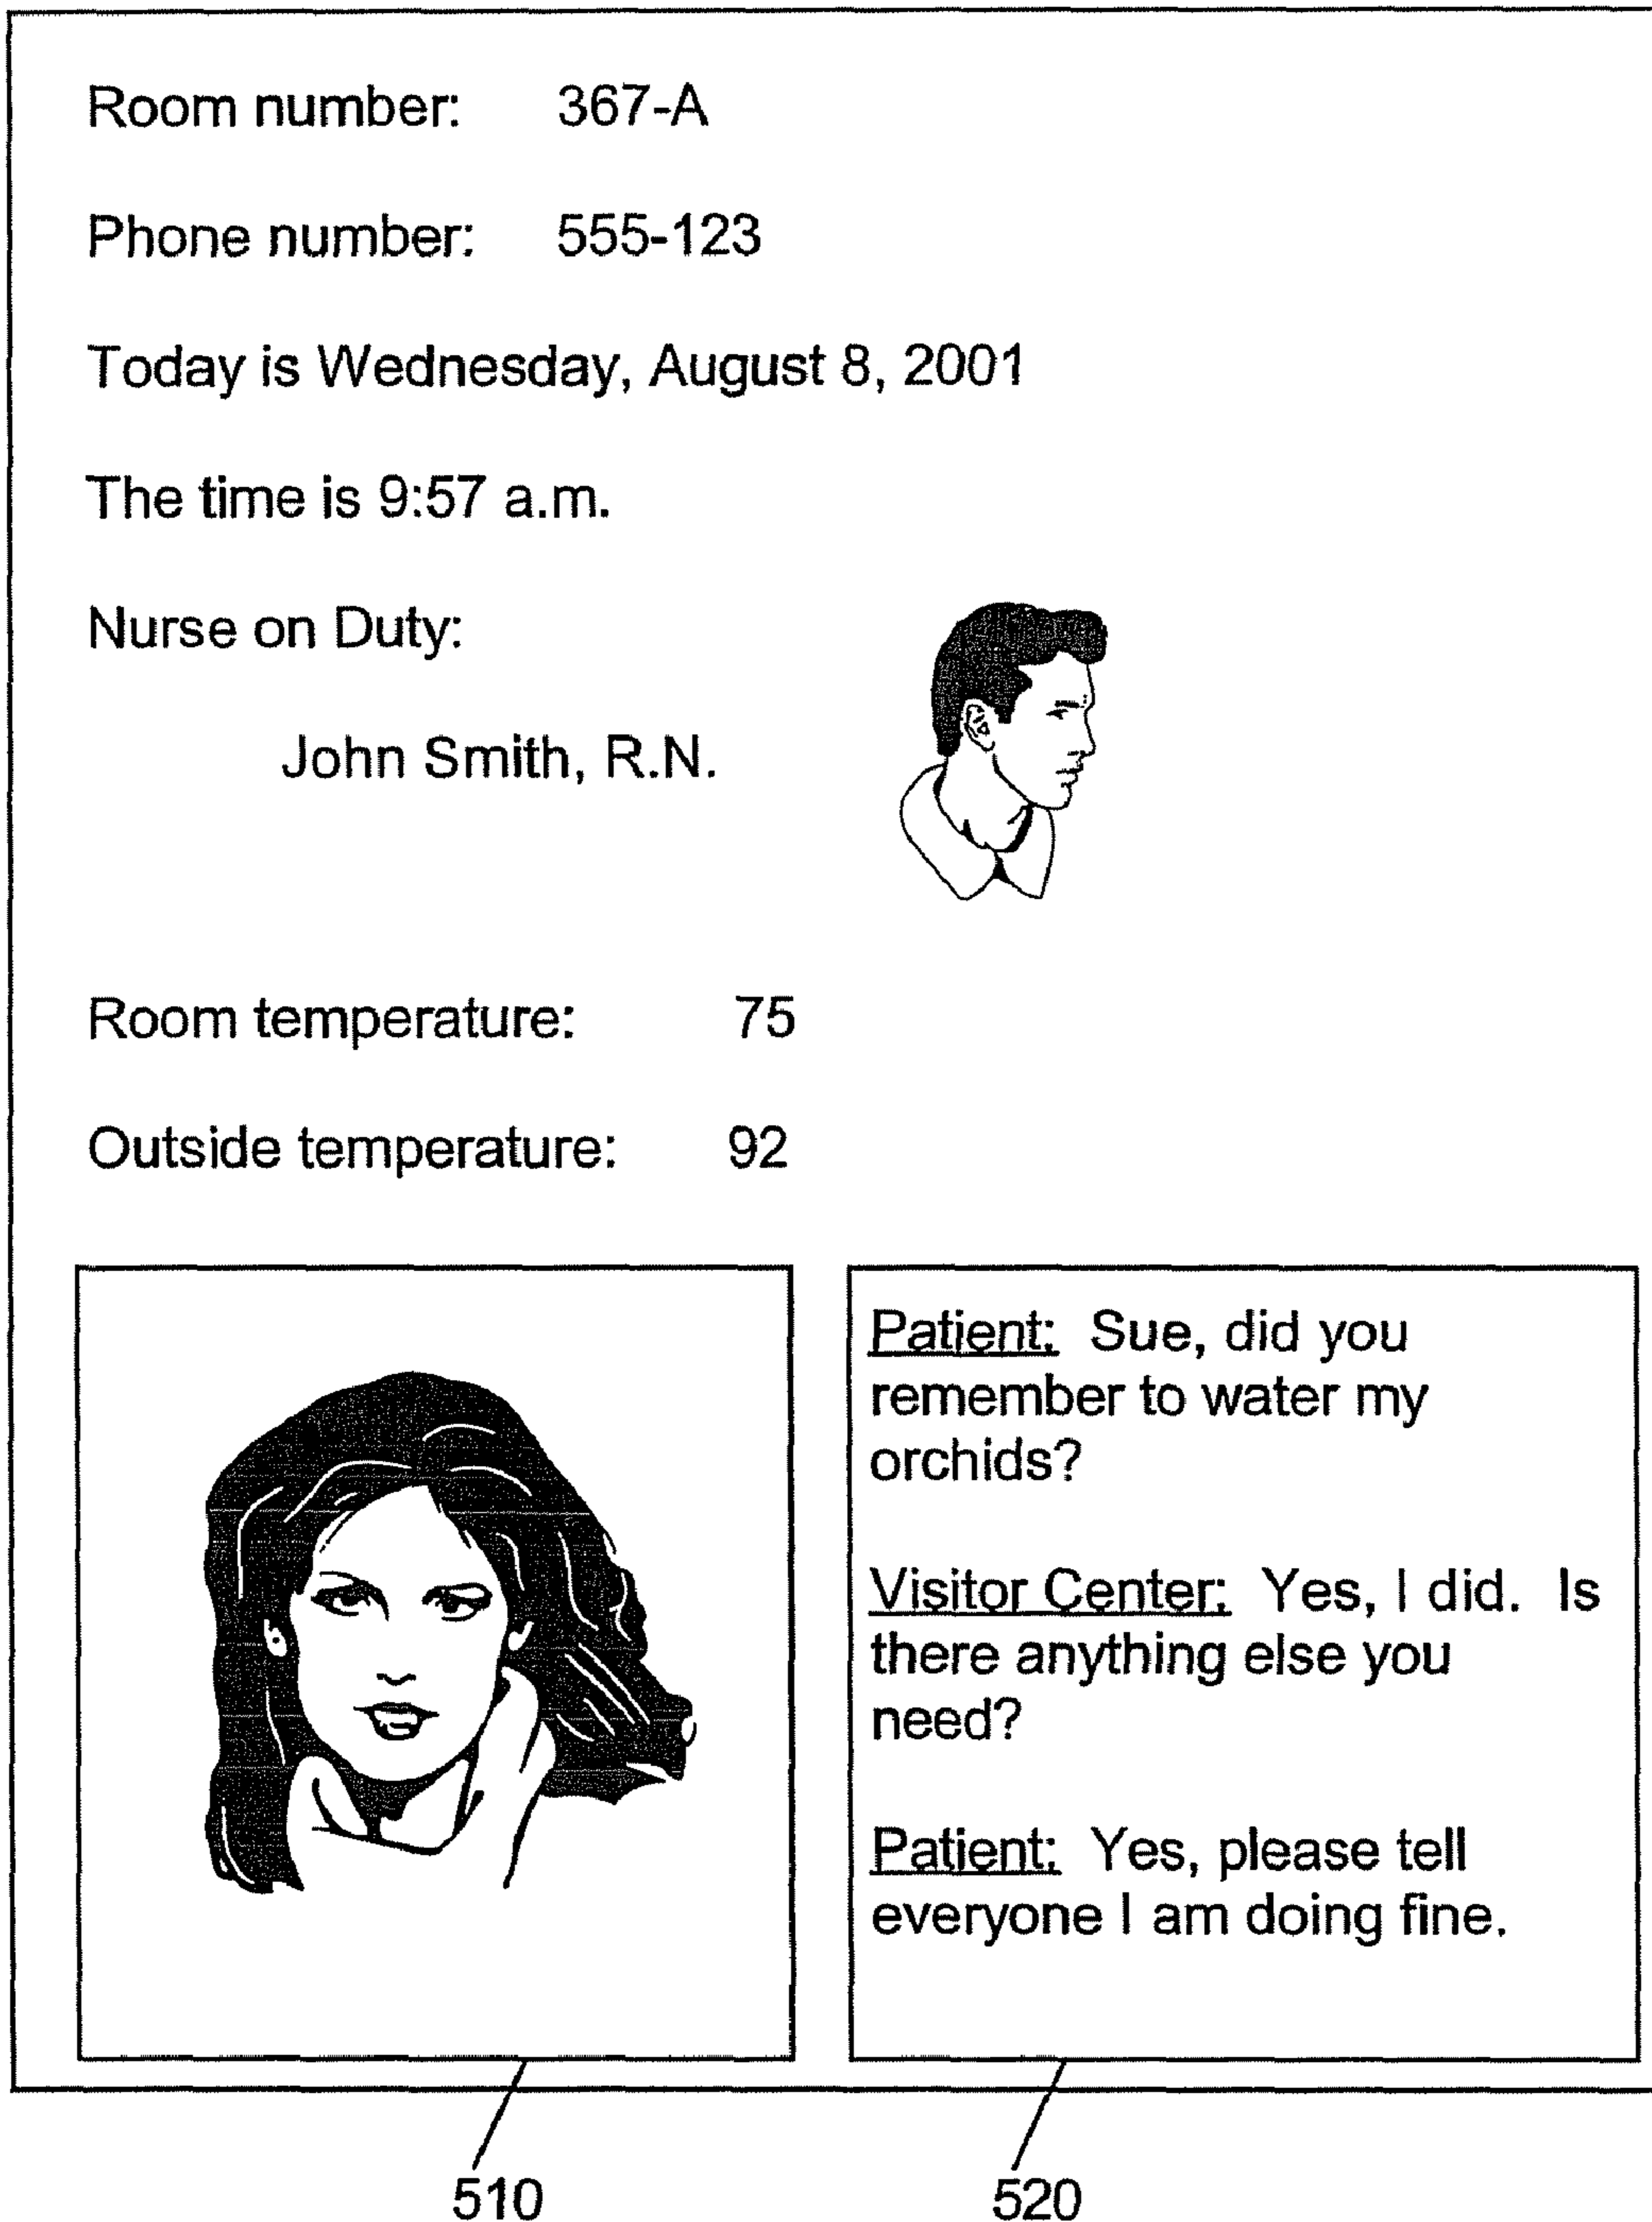 Room number: 367-A
Phone number: 555-123
Today is Wednesday, August 8, 2001
The time is 9:57 a.m.
Nurse on Duty:
John Smith, R.N.
Room temperature: 75
Outside temperature: 92
Patient: Sue, did you
remember to water my
orchids?
Visitor Center: Yes, I did. Is
there anything else you
need?
Patient: Yes, please tell
everyone I am doing fine.
510
520